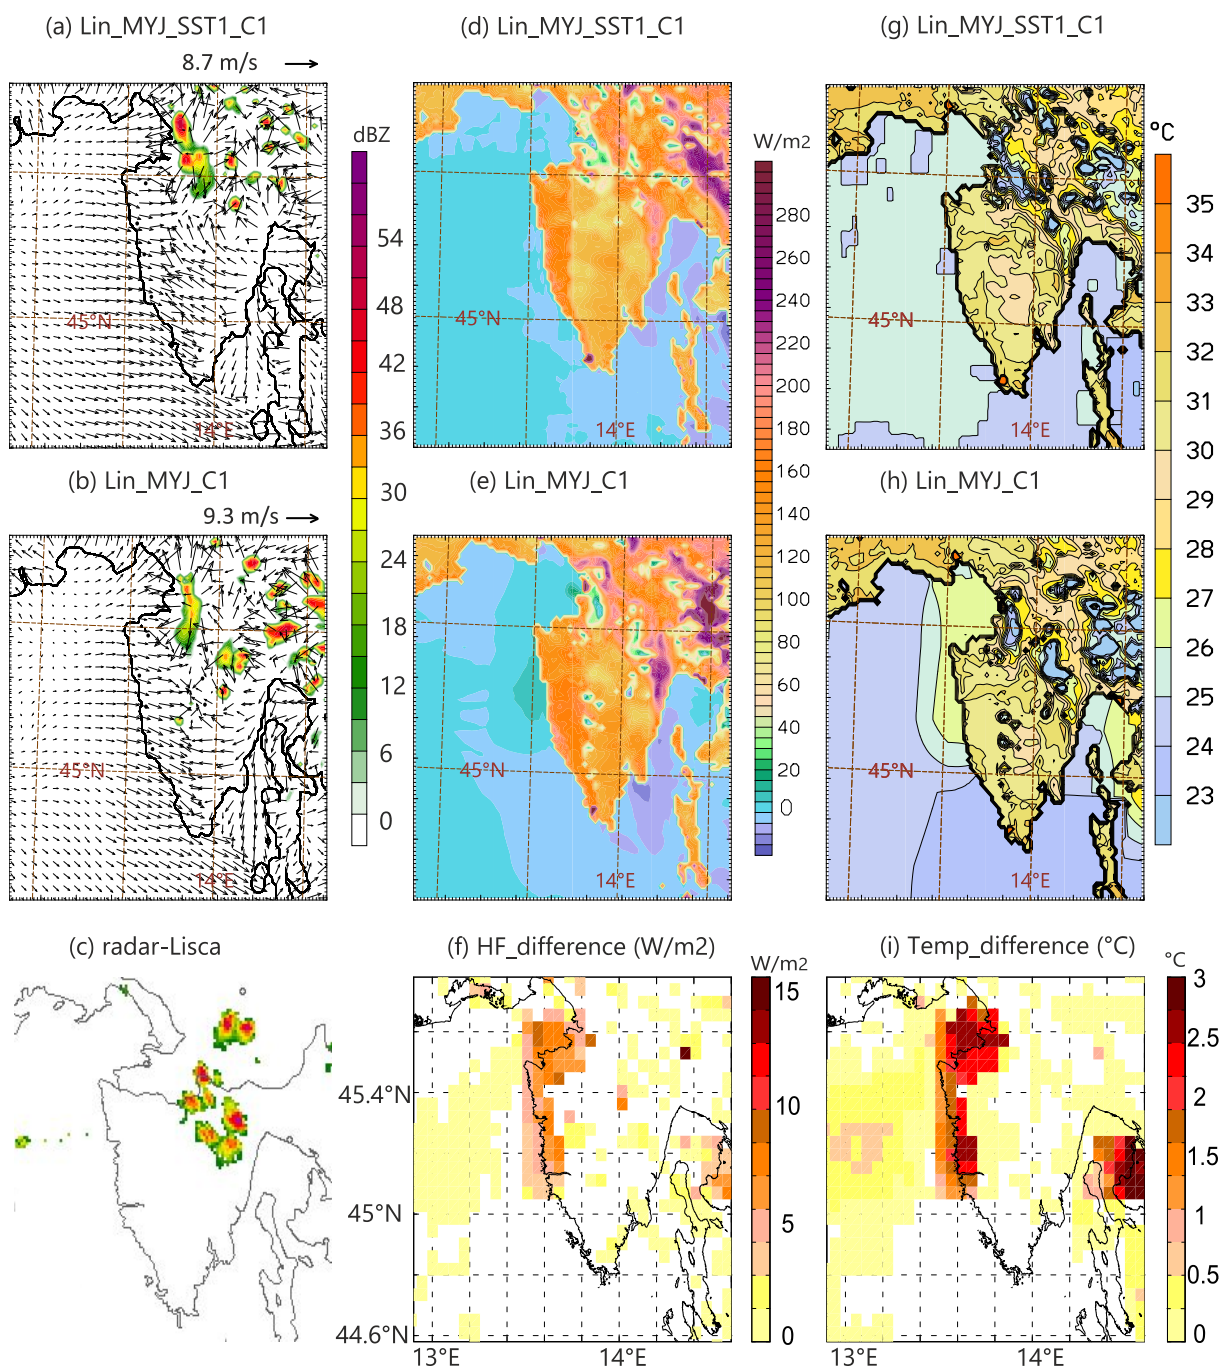 (a) Lin_MYJ_SST1_C1
8.7 m/s
45°N
14°E
(b) Lin_MYJ_C1
9.3 m/s
45°N
14°E
(c) radar-Lisca
dBZ
54
48
42
36
30
24
18
12
6
0
(d) Lin_MYJ_SST1_C1
45°N
14°E
(e) Lin_MYJ_C1
45°N
14°E
W/m2
280
260
240
220
200
180
160
140
120
100
80
60
40
20
0
(f) HF_difference (W/m2)
W/m2
15
10
5
0
45.4°N
45°N
44.6°N
13°E
14°E
(g) Lin_MYJ_SST1_C1
45°N
14°E
(h) Lin_MYJ_C1
45°N
14°E
°C
35
34
33
32
31
30
29
28
27
26
25
24
23
(i) Temp_difference (°C)
°C
3
2.5
2
1.5
1
0.5
0
13°E
14°E